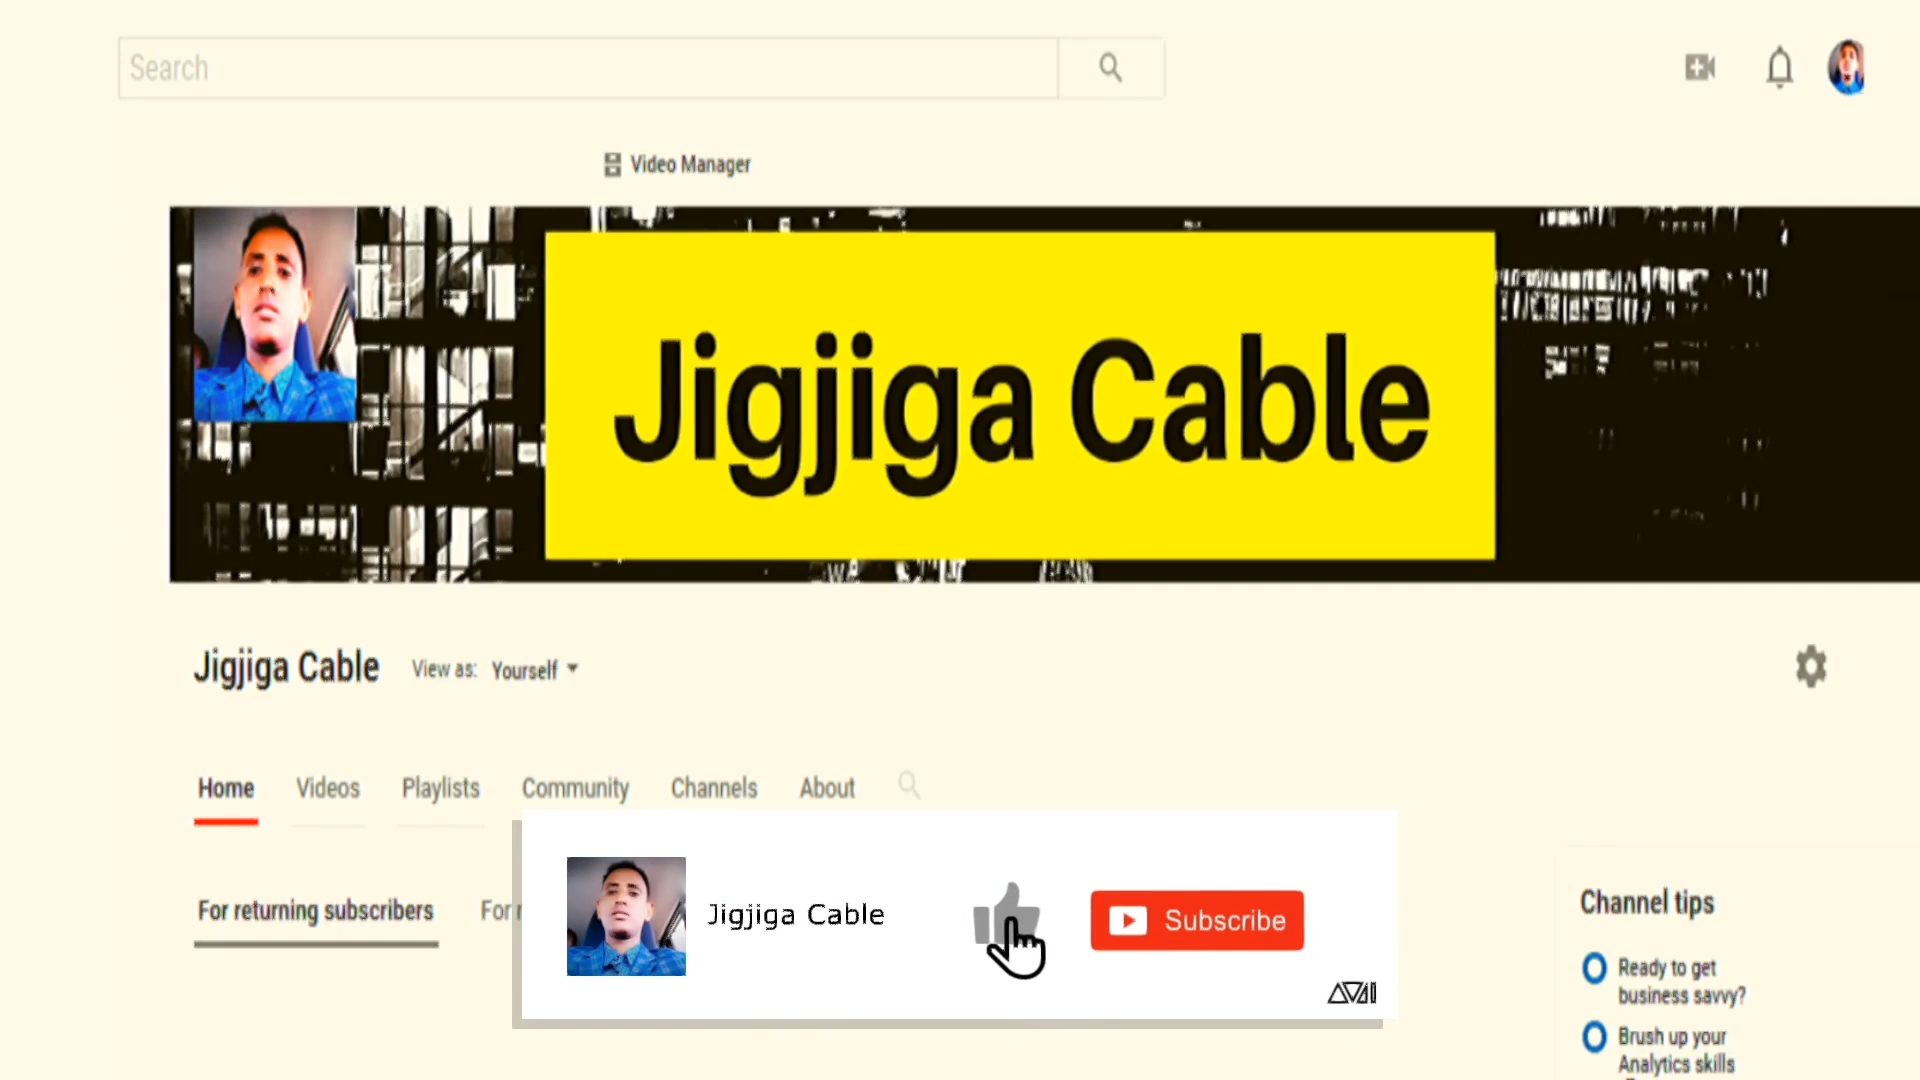 Search
Video Manager
Jigjiga Cable
Jigjiga Cable View as: Yourself
Home Videos Playlists Community Channels About
For returning subscribers For
Jigjiga Cable Subscribe
Channel tips
Ready to get
business savvy?
Brush up your
Analytics skills